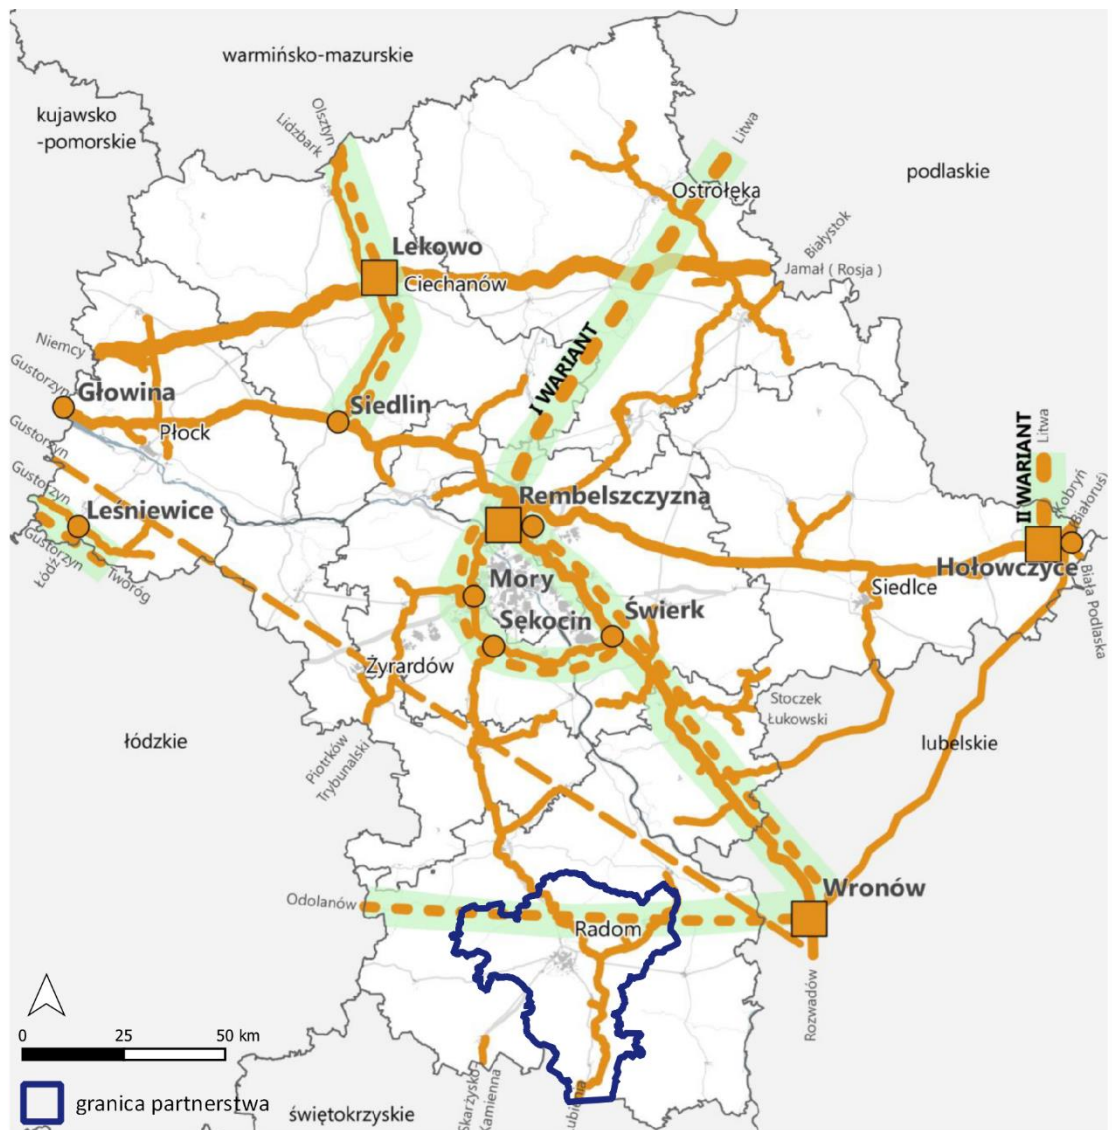 warmińsko-mazurskie
kujawsko
-pomorskie
Olsztyn
Lidzbark
Litwa
podlaskie
Ostrołęka
Białystok
Jamał ( Rosja )
Lekowo
Ciechanów
Niemcy
I WARIANT
Gustorzyn
Głowina
Siedlin
Płock
Gustorzyn
II WARIANT
Litwa
Kobryń
(Białoruś)
Gustorzyn
Leśniewice
Rembelszczyzna
Gustorzyn
Łódź
Tworóg
Mory
Hołowczyce
Siedlce
Biała Podlaska
Sękocin
Świerk
Żyrardów
Stoczek
Łukowski
Piotrków
Trybunalski
łódzkie
lubelskie
Wronów
Odolanów
Radom
Rozwadów
0 25 50 km
Skarżysko
Kamienna
Lubienia
granica partnerstwa
świętokrzyskie